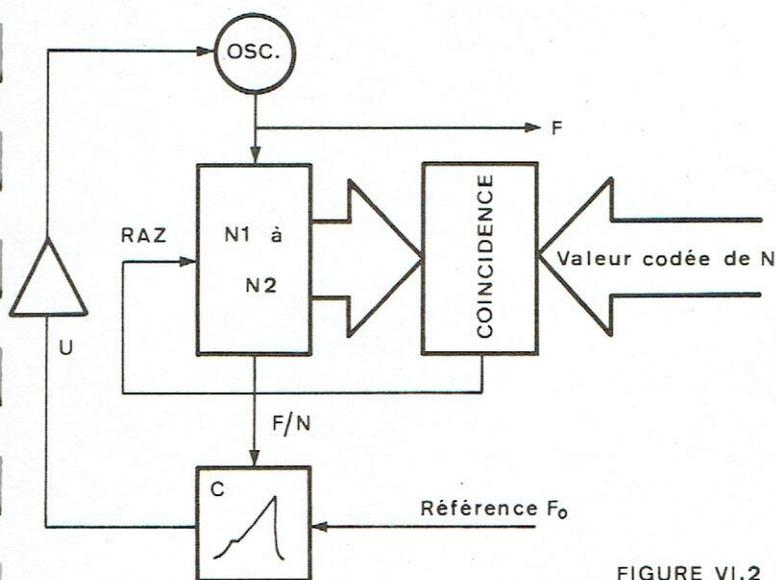 OSC.
F
RAZ
N1 à
N2
COINCIDENCE
Valeur codée de N
U
F/N
C
Référence F₀
FIGURE VI.2